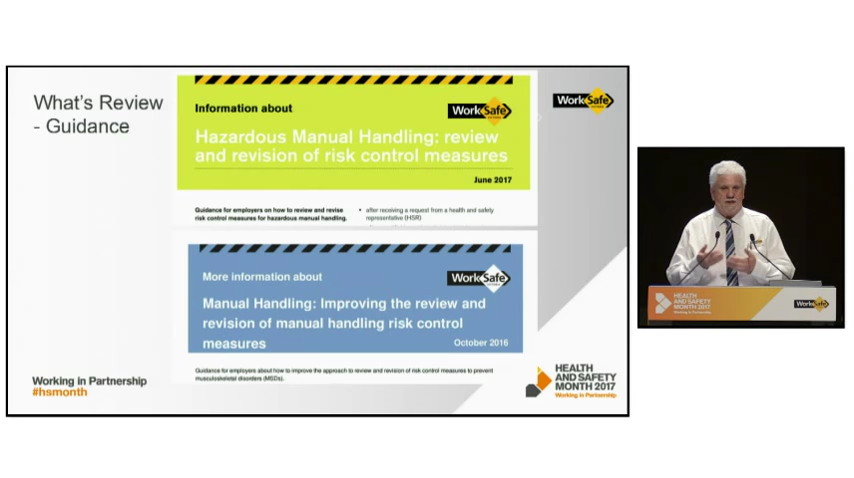 What's Review
- Guidance
Information about
WorkSafe
Hazardous Manual Handling: review
and revision of risk control measures
June 2017
Guidance for employers on how to review and revise
risk control measures for hazardous manual handling.
• after receiving a request from a health and safety
representative (HSR)
More information about
WorkSafe
Manual Handling: Improving the review and
revision of manual handling risk control
measures
October 2016
Guidance for employers about how to improve the approach to review and revision of risk control measures to prevent
musculoskeletal disorders (MSDs).
WorkSafe
Working in Partnership
#hsmonth
HEALTH
AND SAFETY
MONTH 2017
Working in Partnership
HEALTH
AND SAFETY
MONTH 2017
Working in Partnership
WorkSafe